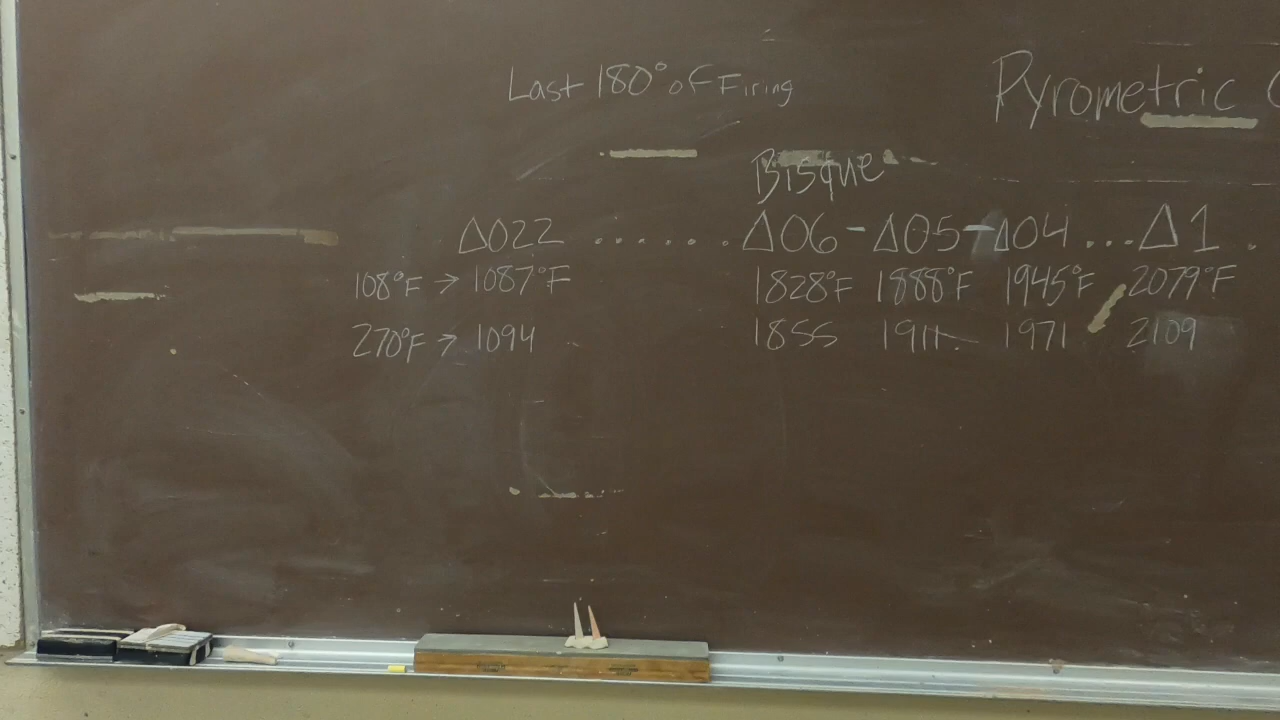 Last 180° of Firing
Pyrometric
Bisque
Δ022 ....... Δ06 - Δ05 - Δ04 ... Δ1 .
108°F → 1087°F 1828°F 1888°F 1945°F 2079°F
270°F → 1094 1855 1911 1971 2109